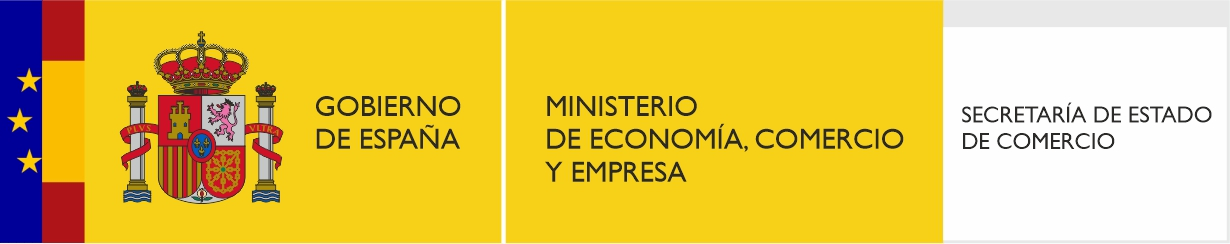 PLVS VLTRA
GOBIERNO
DE ESPAÑA
MINISTERIO
DE ECONOMÍA, COMERCIO
Y EMPRESA
SECRETARÍA DE ESTADO
DE COMERCIO